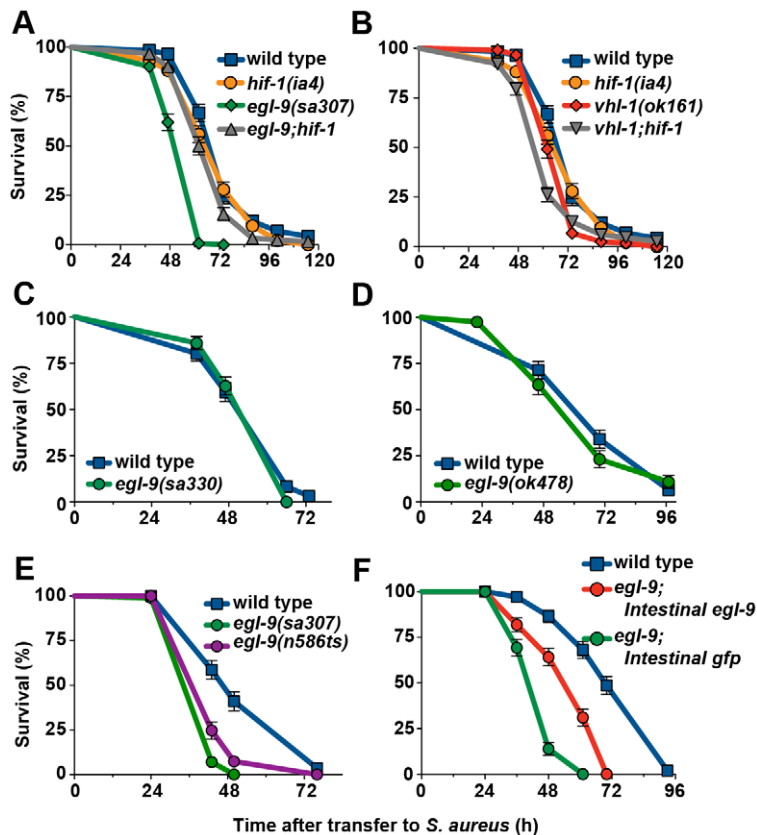 A
Survival (%)
100
75
50
25
0
0 24 48 72 96 120
wild type
hif-1(ia4)
egl-9(sa307)
egl-9;hif-1
B
100
75
50
25
0
0 24 48 72 96 120
wild type
hif-1(ia4)
vhl-1(ok161)
vhl-1;hif-1
C
Survival (%)
100
75
50
25
0
0 24 48 72
wild type
egl-9(sa330)
D
100
75
50
25
0
0 24 48 72 96
wild type
egl-9(ok478)
E
Survival (%)
100
75
50
25
0
0 24 48 72
wild type
egl-9(sa307)
egl-9(n586ts)
F
100
75
50
25
0
0 24 48 72 96
wild type
egl-9;
Intestinal egl-9
egl-9;
Intestinal gfp
Time after transfer to S. aureus (h)